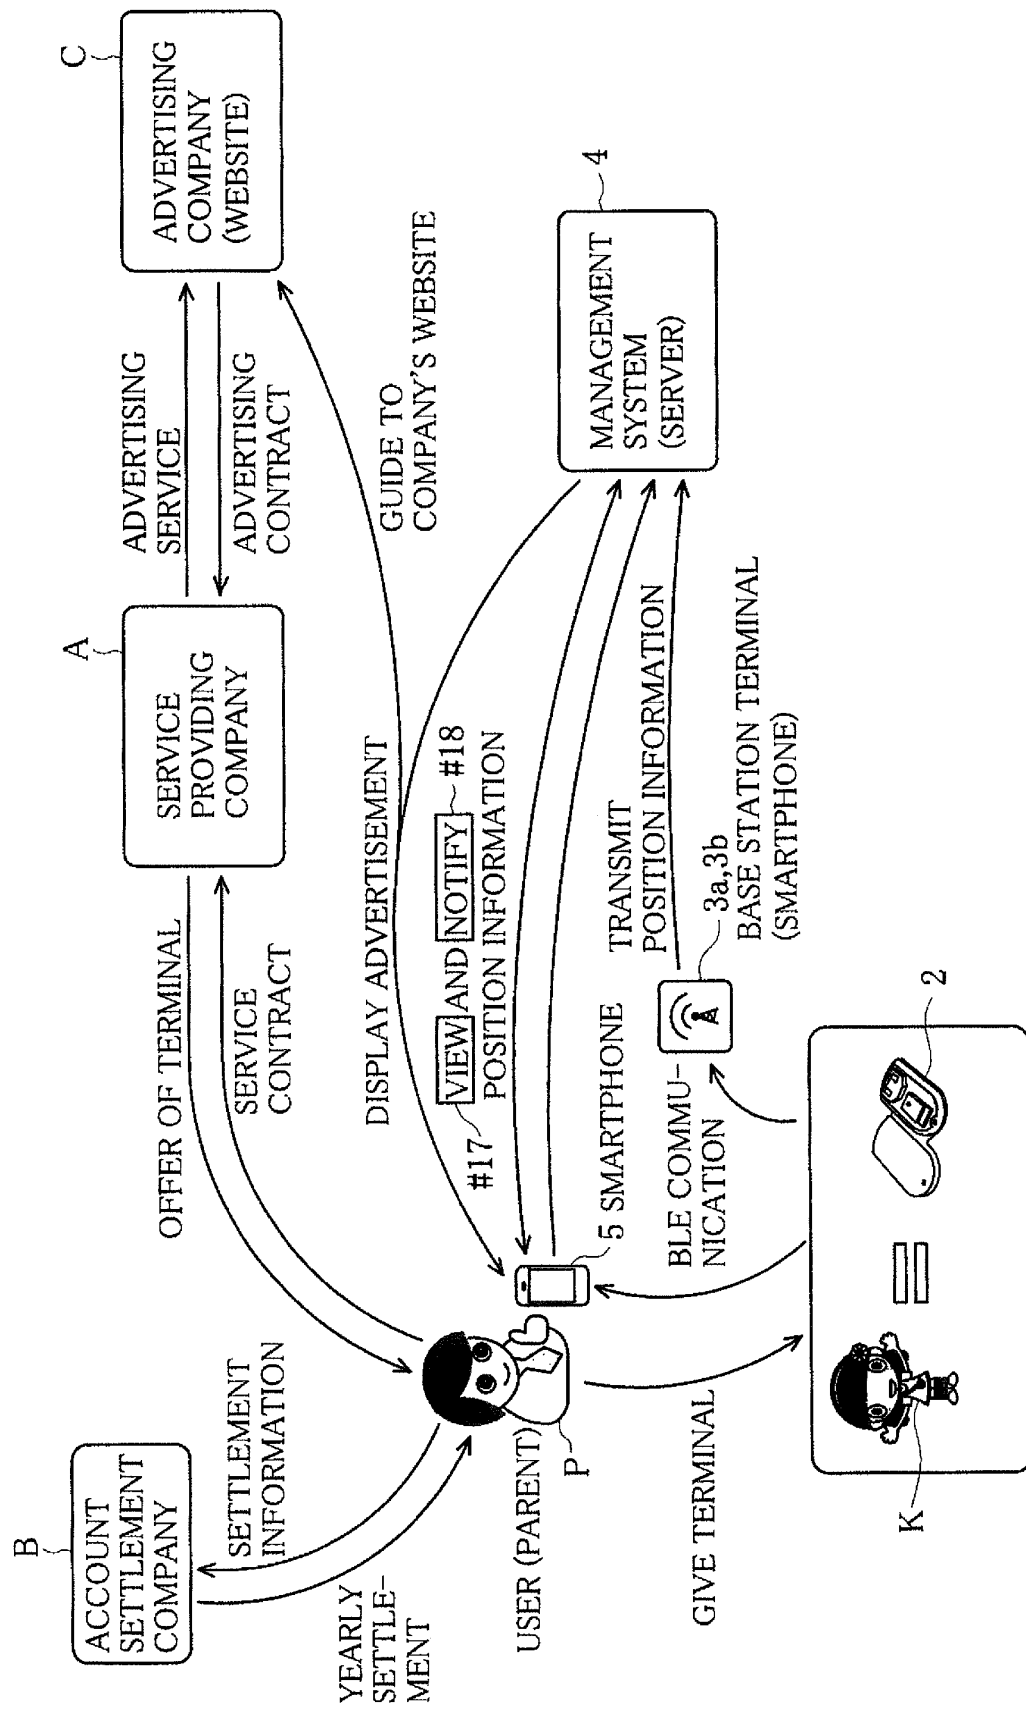 B
ACCOUNT
SETTLEMENT
COMPANY
A
SERVICE
PROVIDING
COMPANY
C
ADVERTISING
COMPANY
(WEBSITE)
SETTLEMENT
INFORMATION
YEARLY
SETTLE-
MENT
OFFER OF TERMINAL
SERVICE
CONTRACT
ADVERTISING
SERVICE
ADVERTISING
CONTRACT
GUIDE TO
COMPANY'S WEBSITE
DISPLAY ADVERTISEMENT
#17
VIEW AND NOTIFY
#18
POSITION INFORMATION
USER (PARENT)
P
5 SMARTPHONE
4
MANAGEMENT
SYSTEM
(SERVER)
TRANSMIT
POSITION INFORMATION
BLE COMMU-
NICATION
3a,3b
BASE STATION TERMINAL
(SMARTPHONE)
GIVE TERMINAL
K
2